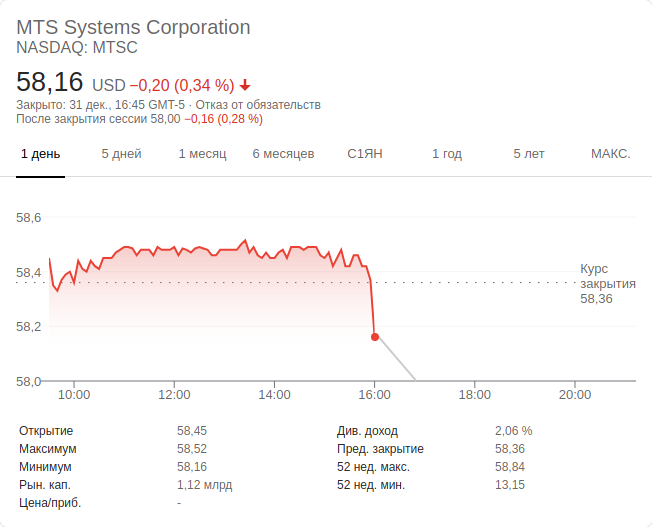 MTS Systems Corporation
NASDAQ: MTSC
58,16 USD −0,20 (0,34 %)
Закрыто: 31 дек., 16:45 GMT-5 · Отказ от обязательств
После закрытия сессии 58,00 −0,16 (0,28 %)
1 день 5 дней 1 месяц 6 месяцев С1ЯН 1 год 5 лет МАКС.
58,6
58,4
Курс
закрытия
58,36
58,2
58,0
10:00 12:00 14:00 16:00 18:00 20:00
Открытие 58,45 Див. доход 2,06 %
Максимум 58,52 Пред. закрытие 58,36
Минимум 58,16 52 нед. макс. 58,84
Рын. кап. 1,12 млрд 52 нед. мин. 13,15
Цена/приб. -